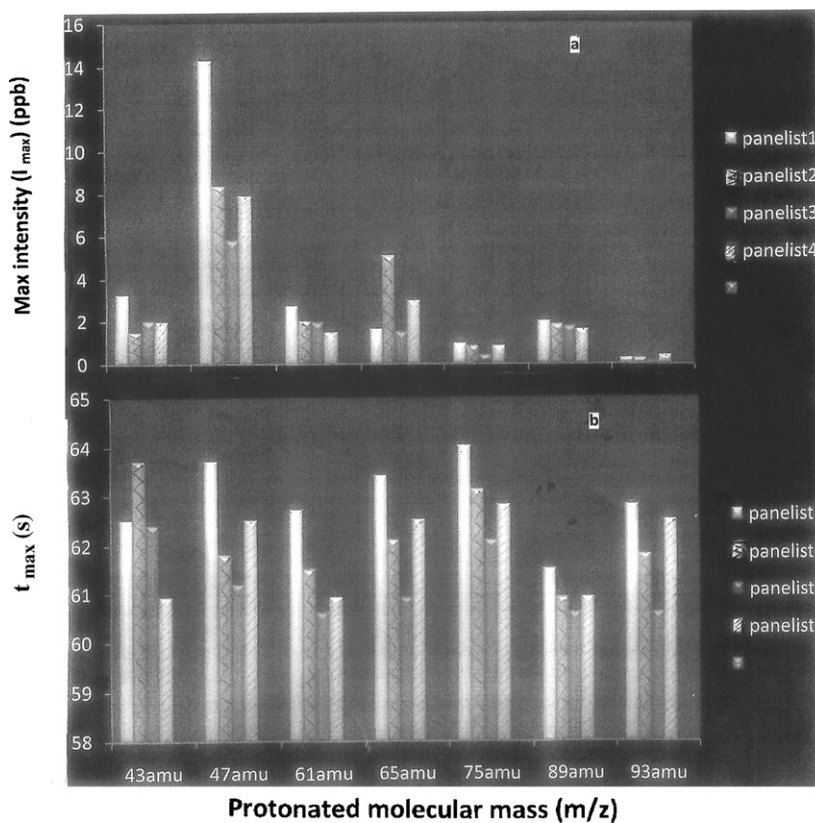 Max intensity (I max) (ppb)
16
14
12
10
8
6
4
2
0
a
panelist1
panelist2
panelist3
panelist4
t max (s)
65
64
63
62
61
60
59
58
b
panelist
panelist
panelist
panelist
43amu 47amu 61amu 65amu 75amu 89amu 93amu
Protonated molecular mass (m/z)